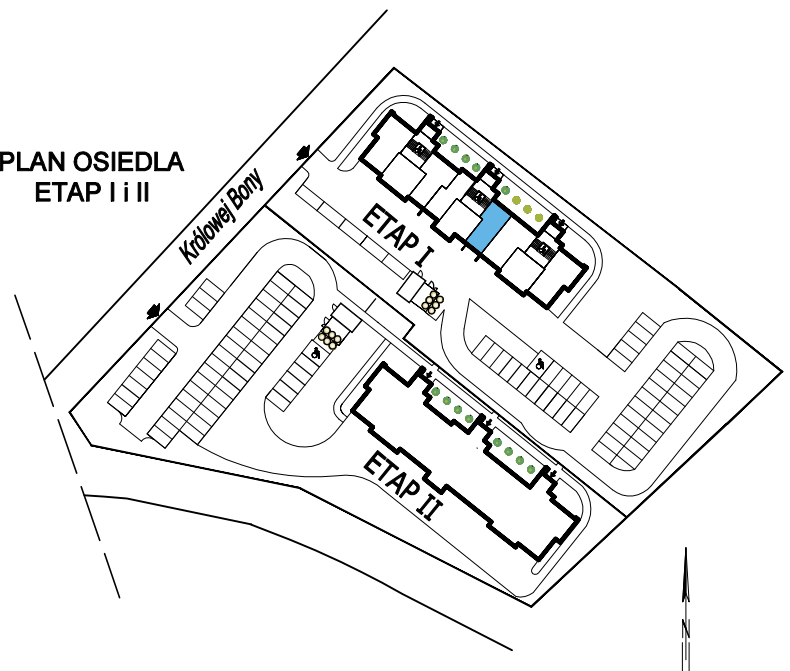 PLAN OSIEDLA
ETAP I i II
Królowej Bony
ETAP I
ETAP II
N